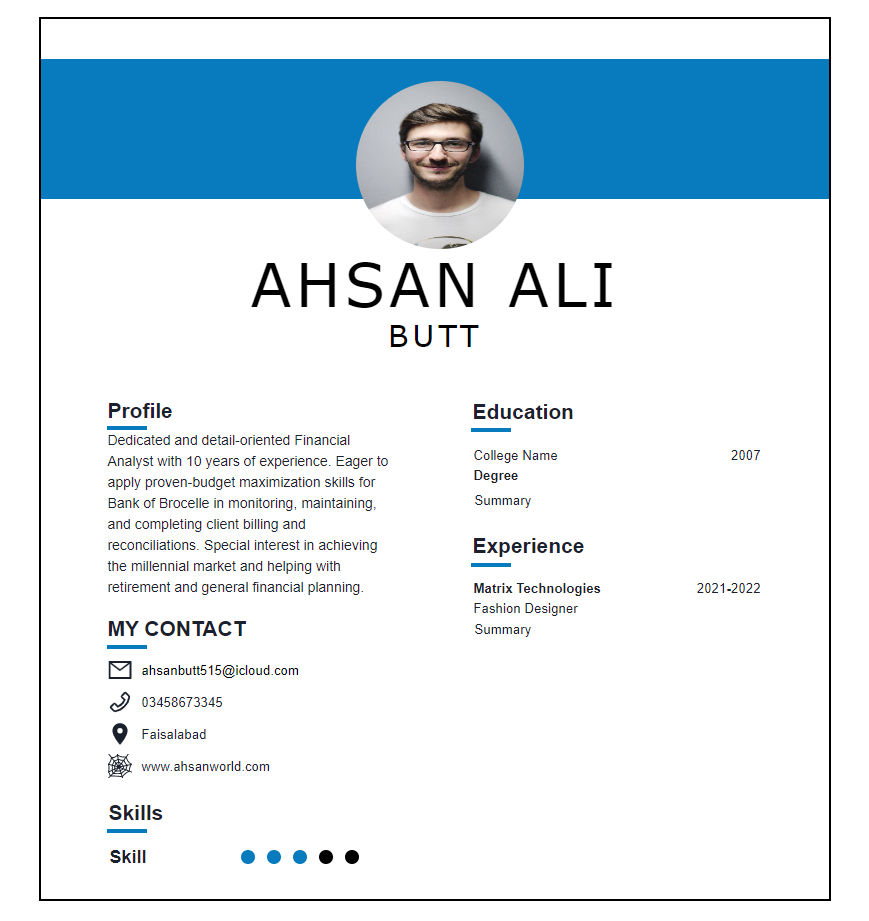 AHSAN ALI
BUTT
Profile
Dedicated and detail-oriented Financial
Analyst with 10 years of experience. Eager to
apply proven-budget maximization skills for
Bank of Brocelle in monitoring, maintaining,
and completing client billing and
reconciliations. Special interest in achieving
the millennial market and helping with
retirement and general financial planning.
MY CONTACT
ahsanbutt515@icloud.com
03458673345
Faisalabad
www.ahsanworld.com
Skills
Skill
Education
College Name 2007
Degree
Summary
Experience
Matrix Technologies 2021-2022
Fashion Designer
Summary